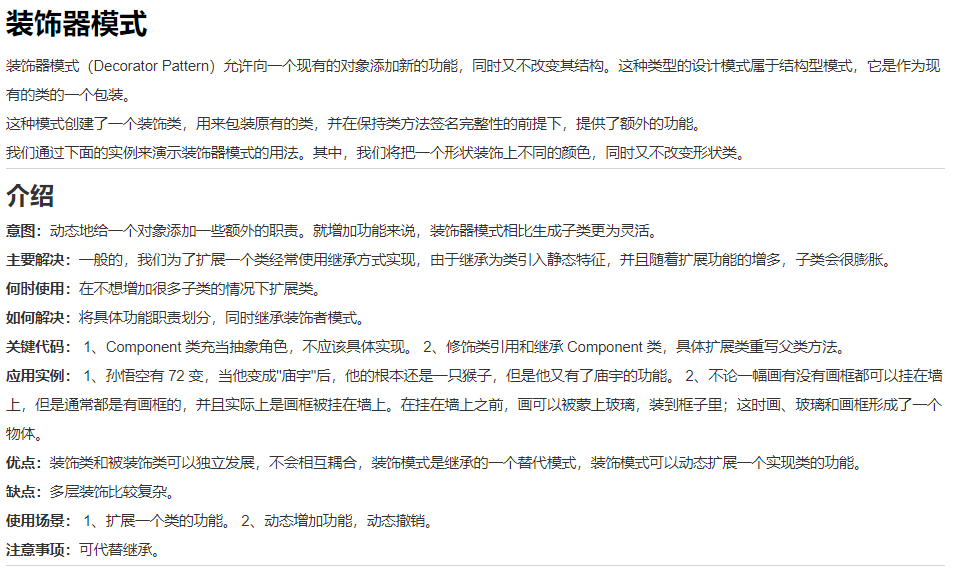 装饰器模式
装饰器模式（Decorator Pattern）允许向一个现有的对象添加新的功能，同时又不改变其结构。这种类型的设计模式属于结构型模式，它是作为现
有的类的一个包装。
这种模式创建了一个装饰类，用来包装原有的类，并在保持类方法签名完整性的前提下，提供了额外的功能。
我们通过下面的实例来演示装饰器模式的用法。其中，我们将把一个形状装饰上不同的颜色，同时又不改变形状类。
介绍
意图：动态地给一个对象添加一些额外的职责。就增加功能来说，装饰器模式相比生成子类更为灵活。
主要解决：一般的，我们为了扩展一个类经常使用继承方式实现，由于继承为类引入静态特征，并且随着扩展功能的增多，子类会很膨胀。
何时使用：在不想增加很多子类的情况下扩展类。
如何解决：将具体功能职责划分，同时继承装饰者模式。
关键代码： 1、Component 类充当抽象角色，不应该具体实现。 2、修饰类引用和继承 Component 类，具体扩展类重写父类方法。
应用实例： 1、孙悟空有 72 变，当他变成"庙宇"后，他的根本还是一只猴子，但是他又有了庙宇的功能。 2、不论一幅画有没有画框都可以挂在墙
上，但是通常都是有画框的，并且实际上是画框被挂在墙上。在挂在墙上之前，画可以被蒙上玻璃，装到框子里；这时画、玻璃和画框形成了一个
物体。
优点：装饰类和被装饰类可以独立发展，不会相互耦合，装饰模式是继承的一个替代模式，装饰模式可以动态扩展一个实现类的功能。
缺点：多层装饰比较复杂。
使用场景： 1、扩展一个类的功能。 2、动态增加功能，动态撤销。
注意事项：可代替继承。